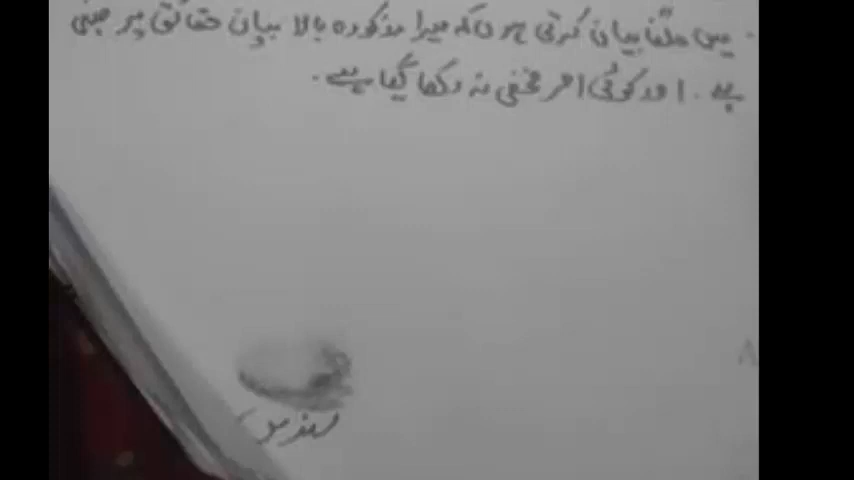 میں حلفاً بیان کرتی ہوں کہ میرا مذکورہ بالا بیان حقائق پر مبنی
ہے۔ اور کوئی امر مخفی نہ رکھا گیا ہے۔